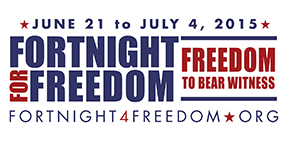 ★JUNE 21 to JULY 4, 2015★
FORTNIGHT
FOR FREEDOM
FREEDOM
TO BEAR WITNESS
FORTNIGHT4FREEDOM★ORG